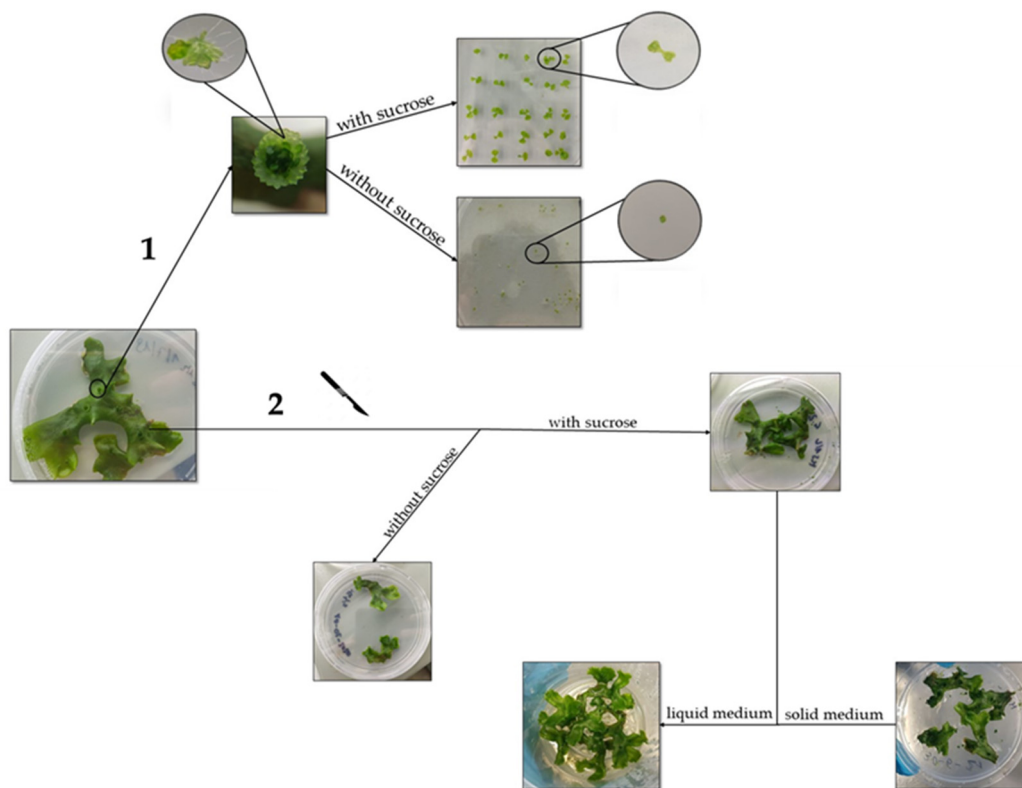 with sucrose
without sucrose
1
2
with sucrose
without sucrose
liquid medium
solid medium